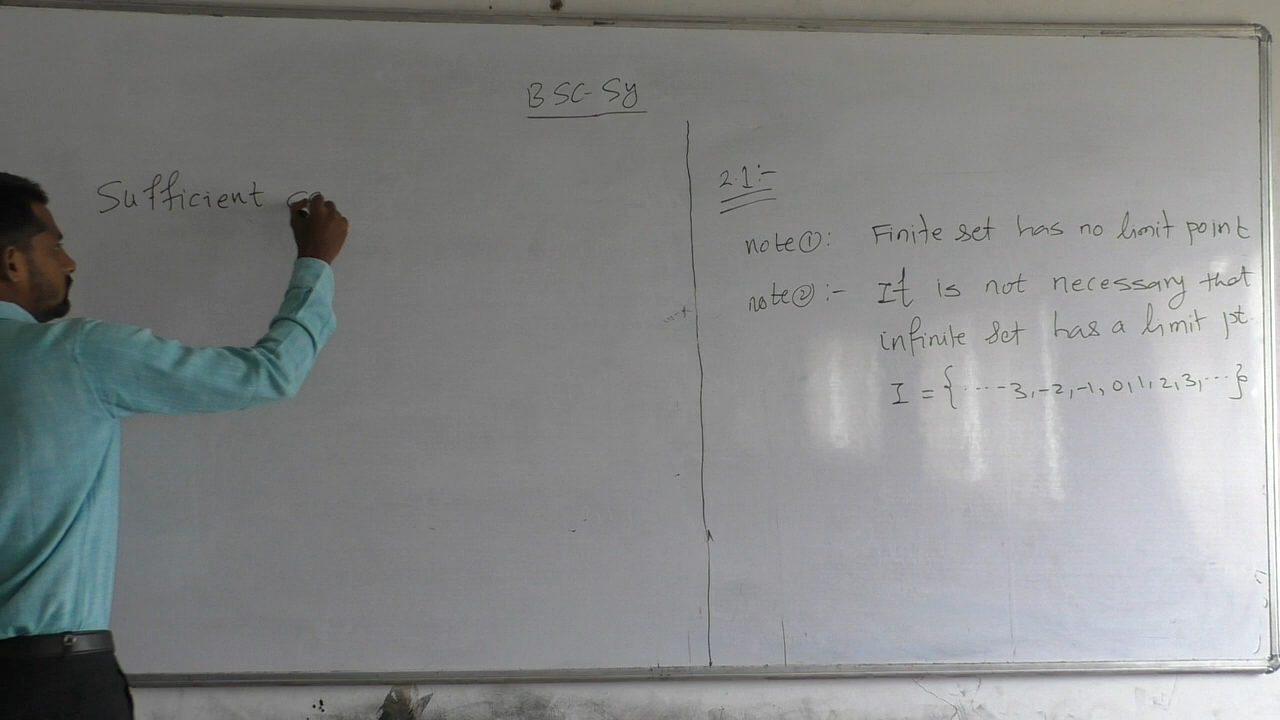 BSC-Sy
Sufficient co
2.1:-
note①: Finite set has no limit point
note②:- It is not necessary that
infinite set has a limit pt.
I = {.....-3,-2,-1, 0,1,2,3,...}